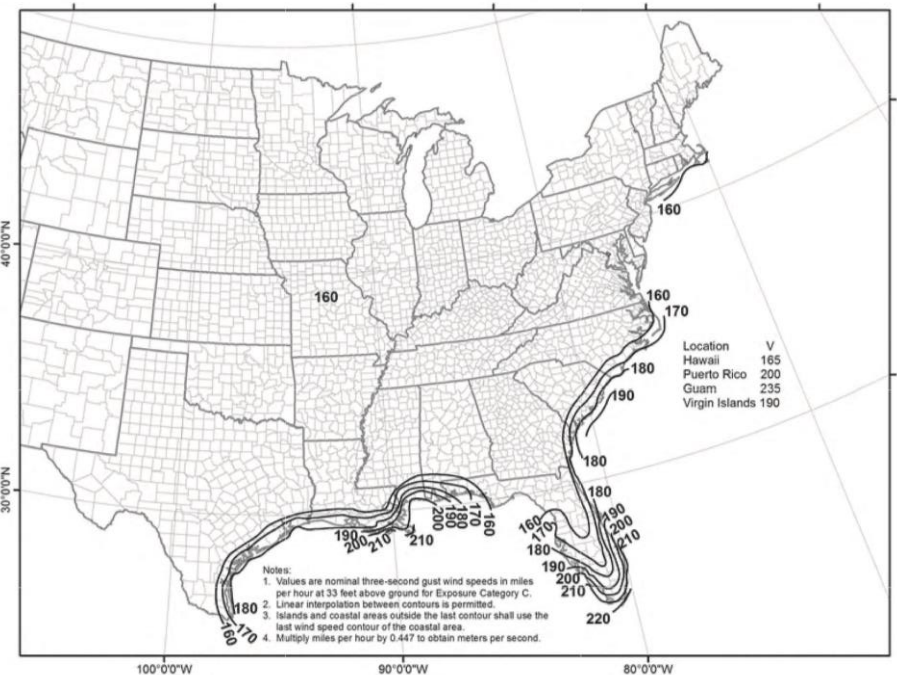 160
160
160
170
Location V
Hawaii 165
Puerto Rico 200
Guam 235
Virgin Islands 190
180
190
180
180
190
200
210
160
170
180
190
200
210
220
190
200
210
210
200
190
180
170
160
180
170
160
Notes:
1. Values are nominal three-second gust wind speeds in miles
per hour at 33 feet above ground for Exposure Category C.
2. Linear interpolation between contours is permitted.
3. Islands and coastal areas outside the last contour shall use the
last wind speed contour of the coastal area.
4. Multiply miles per hour by 0.447 to obtain meters per second.
40°0'0"N
30°0'0"N
100°0'0"W
90°0'0"W
80°0'0"W